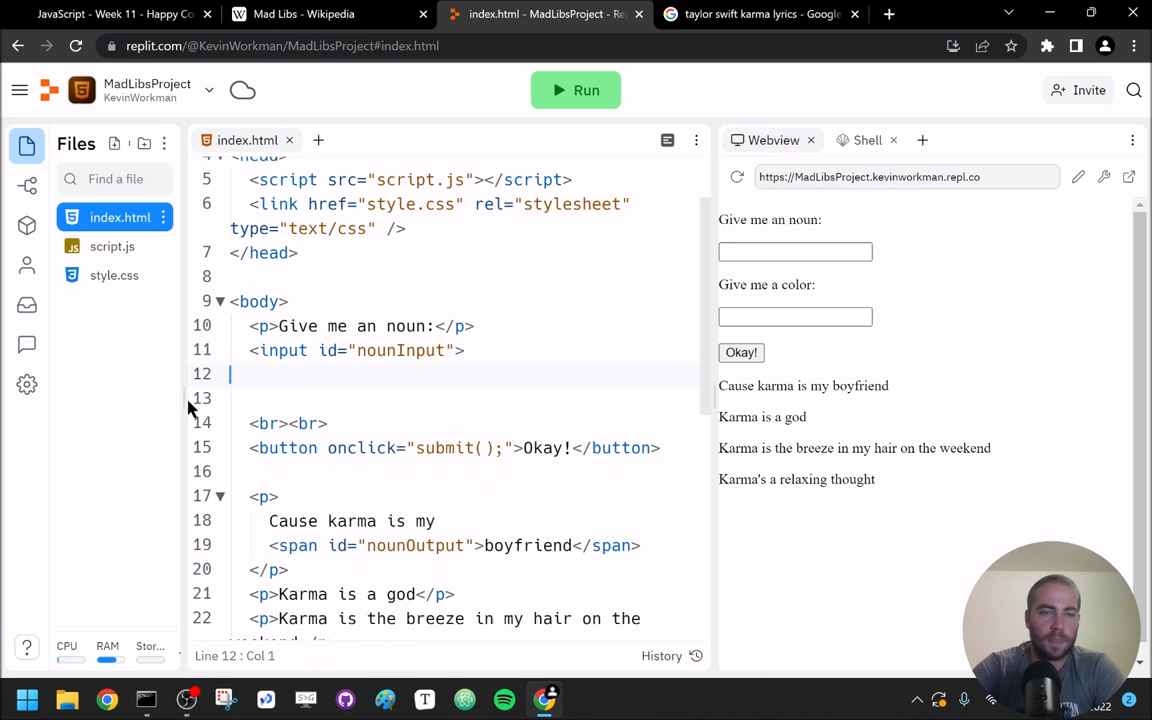 JavaScript - Week 11 - Happy Co
Mad Libs - Wikipedia
index.html - MadLibsProject - Re
taylor swift karma lyrics - Google
replit.com/@KevinWorkman/MadLibsProject#index.html
MadLibsProject
KevinWorkman
Run
Invite
Files
Find a file
index.html
script.js
style.css
index.html
5 <script src="script.js"></script>
6 <link href="style.css" rel="stylesheet"
type="text/css" />
7 </head>
8
9 <body>
10 <p>Give me an noun:</p>
11 <input id="nounInput">
12
13
14 <br><br>
15 <button onclick="submit();">Okay!</button>
16
17 <p>
18 Cause karma is my
19 <span id="nounOutput">boyfriend</span>
20 </p>
21 <p>Karma is a god</p>
22 <p>Karma is the breeze in my hair on the
Line 12 : Col 1
History
CPU RAM Stor...
Webview
Shell
https://MadLibsProject.kevinworkman.repl.co
Give me an noun:
Give me a color:
Okay!
Cause karma is my boyfriend
Karma is a god
Karma is the breeze in my hair on the weekend
Karma's a relaxing thought